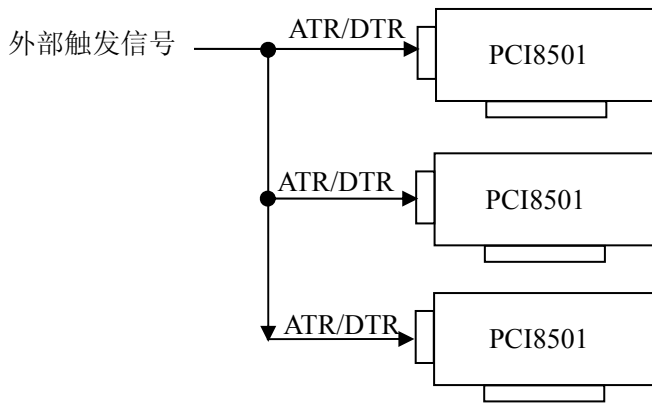 外部触发信号
ATR/DTR
PCI8501
ATR/DTR
PCI8501
ATR/DTR
PCI8501